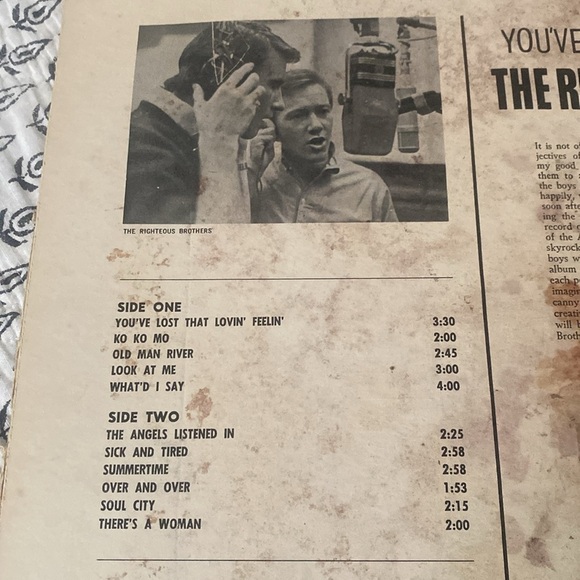 THE RIGHTEOUS BROTHERS
SIDE ONE
YOU'VE LOST THAT LOVIN' FEELIN' 3:30
KO KO MO 2:00
OLD MAN RIVER 2:45
LOOK AT ME 3:00
WHAT'D I SAY 4:00
SIDE TWO
THE ANGELS LISTENED IN 2:25
SICK AND TIRED 2:58
SUMMERTIME 2:58
OVER AND OVER 1:53
SOUL CITY 2:15
THERE'S A WOMAN 2:00
YOU'VE
THE R
It is not o
jectives of
my good
them to
the boys
happily,
soon afte
ing the
record
of the
skyrock
boys w
album
each p
imagin
canny
creati
will
Broth